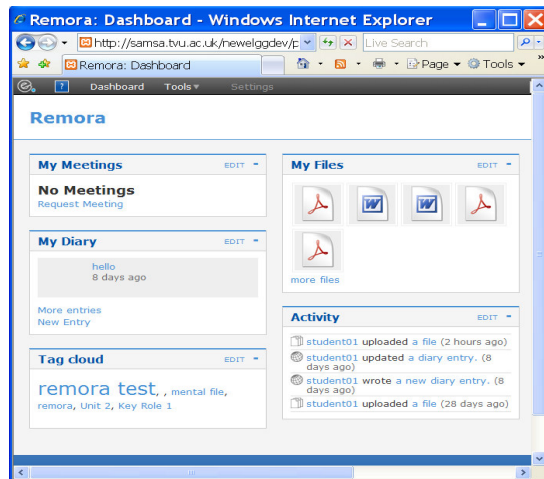 Remora: Dashboard - Windows Internet Explorer
http://samsa.tvu.ac.uk/newelggdev/p
Live Search
Remora: Dashboard
Page
Tools
»
?
Dashboard
Tools
Settings
Remora
My Meetings
EDIT -
No Meetings
Request Meeting
My Diary
EDIT -
hello
8 days ago
More entries
New Entry
Tag cloud
EDIT -
remora test, , mental file,
remora, Unit 2, Key Role 1
My Files
EDIT -
W
W
more files
Activity
EDIT -
student01 uploaded a file (2 hours ago)
student01 updated a diary entry. (8
days ago)
student01 wrote a new diary entry. (8
days ago)
student01 uploaded a file (28 days ago)